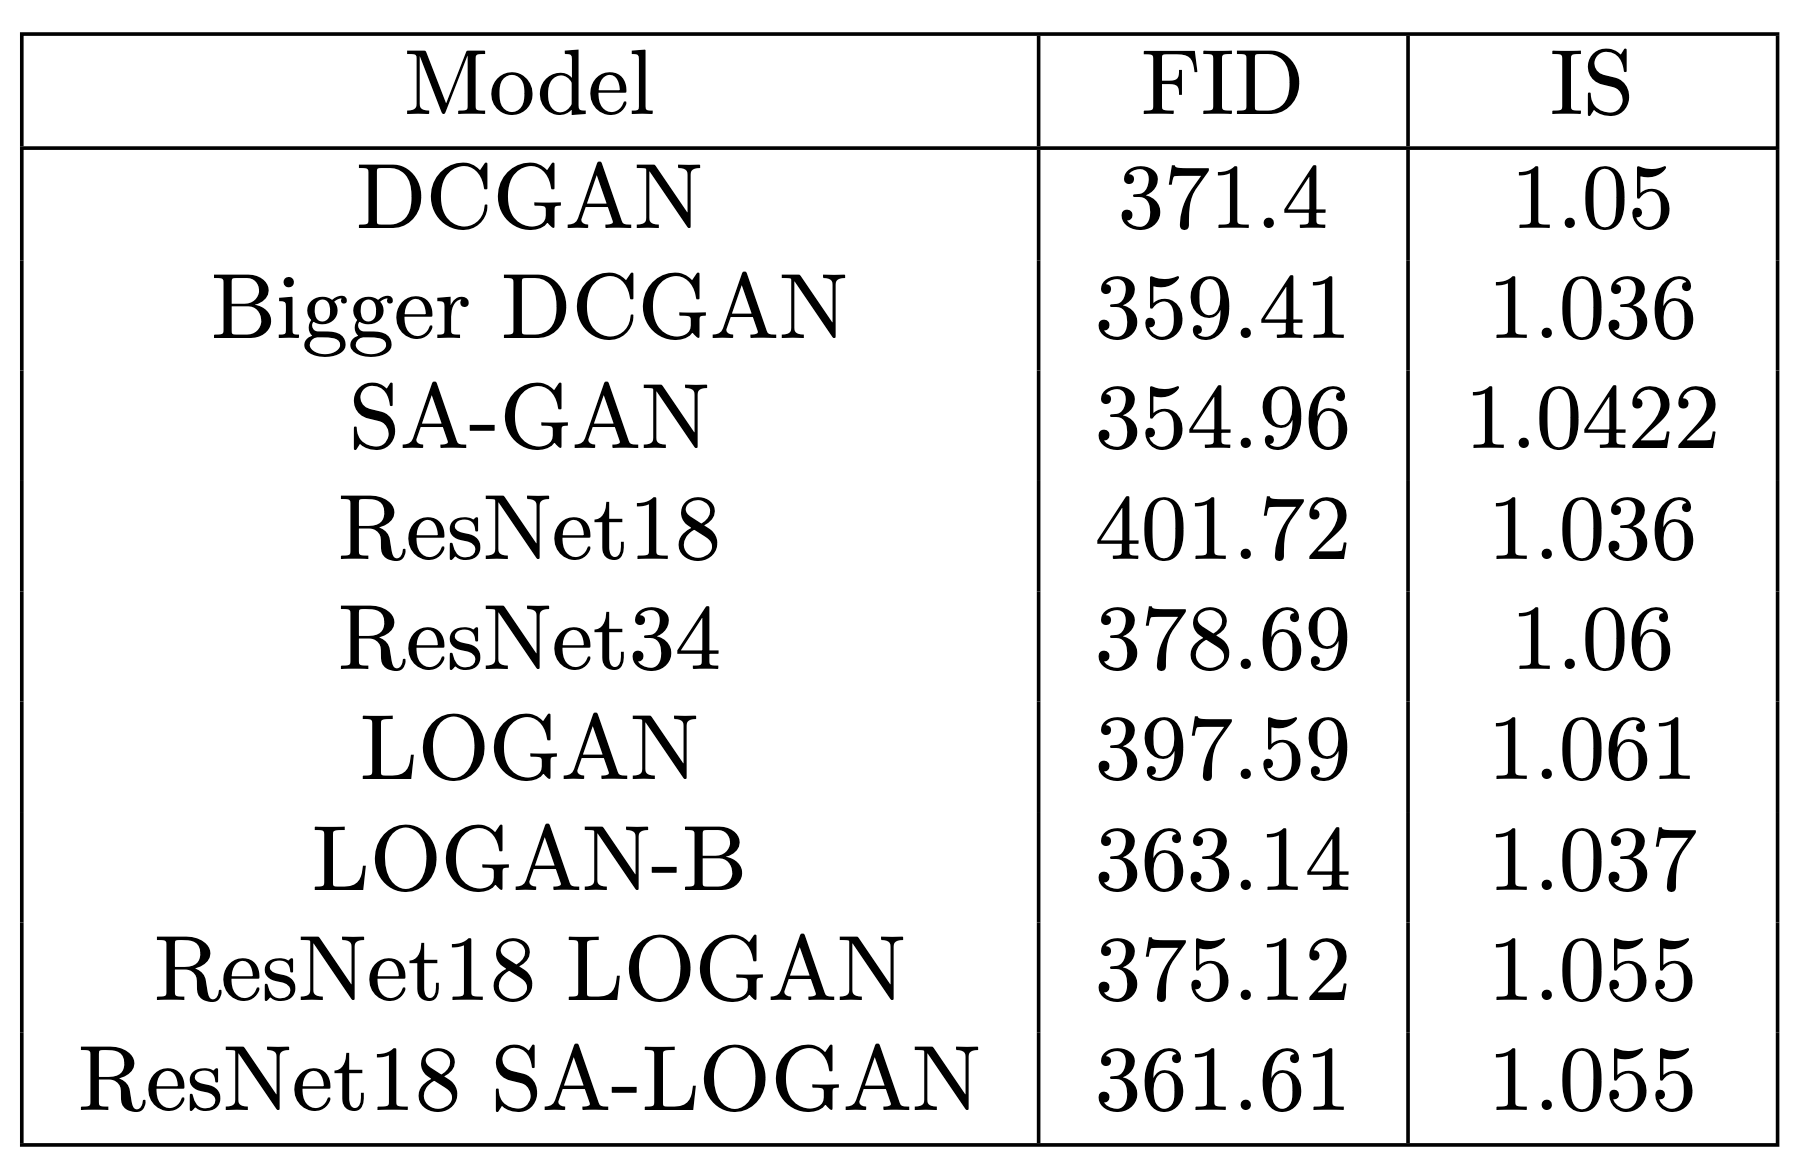 Model FID IS
DCGAN 371.4 1.05
Bigger DCGAN 359.41 1.036
SA-GAN 354.96 1.0422
ResNet18 401.72 1.036
ResNet34 378.69 1.06
LOGAN 397.59 1.061
LOGAN-B 363.14 1.037
ResNet18 LOGAN 375.12 1.055
ResNet18 SA-LOGAN 361.61 1.055